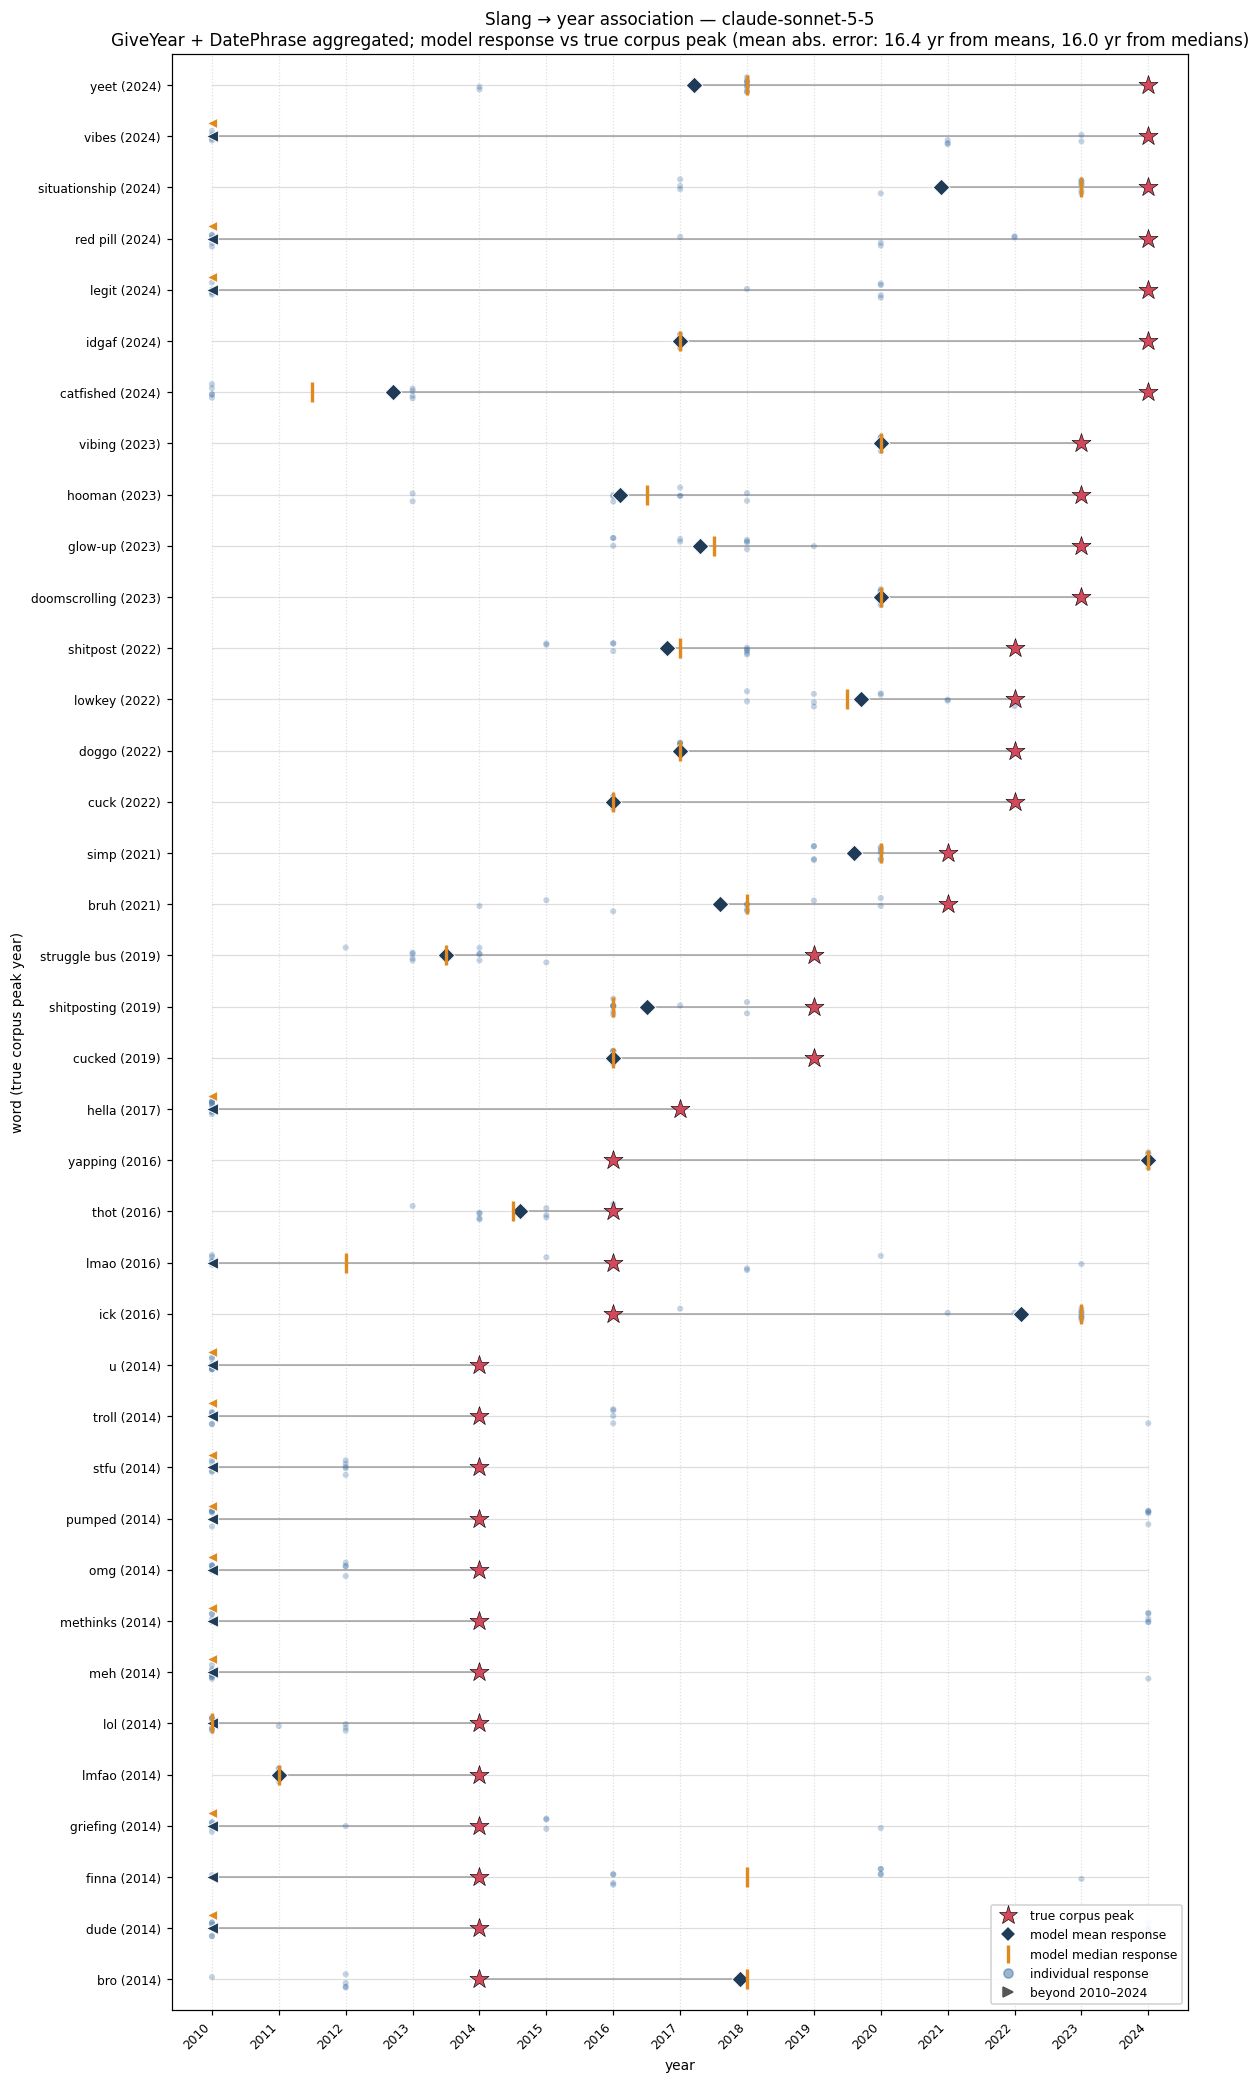 Slang → year association — claude-sonnet-5-5
GiveYear + DatePhrase aggregated; model response vs true corpus peak (mean abs. error: 16.4 yr from means, 16.0 yr from medians)
word (true corpus peak year)
yeet (2024)
vibes (2024)
situationship (2024)
red pill (2024)
legit (2024)
idgaf (2024)
catfished (2024)
vibing (2023)
hooman (2023)
glow-up (2023)
doomscrolling (2023)
shitpost (2022)
lowkey (2022)
doggo (2022)
cuck (2022)
simp (2021)
bruh (2021)
struggle bus (2019)
shitposting (2019)
cucked (2019)
hella (2017)
yapping (2016)
thot (2016)
lmao (2016)
ick (2016)
u (2014)
troll (2014)
stfu (2014)
pumped (2014)
omg (2014)
methinks (2014)
meh (2014)
lol (2014)
lmfao (2014)
griefing (2014)
finna (2014)
dude (2014)
bro (2014)
true corpus peak
model mean response
model median response
individual response
beyond 2010–2024
2010 2011 2012 2013 2014 2015 2016 2017 2018 2019 2020 2021 2022 2023 2024
year